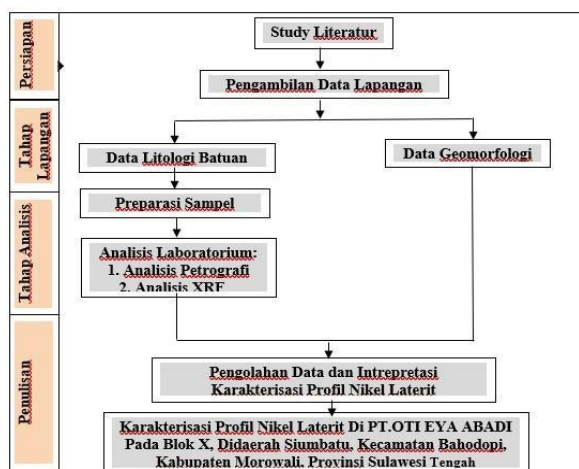 Persiapan
Study Literatur
Pengambilan Data Lapangan
Tahap
Lapangan
Data Litologi Batuan
Data Geomorfologi
Tahap Analisis
Preparasi Sampel
Analisis Laboratorium:
1. Analisis Petrografi
2. Analisis XRF
Penulisan
Pengolahan Data dan Intrepretasi
Karakterisasi Profil Nikel Laterit
Karakterisasi Profil Nikel Laterit Di PT.OTI EYA ABADI
Pada Blok X, Didaerah Siumbatu, Kecamatan Bahodopi,
Kabupaten Morowali, Provinsi Sulawesi Tengah